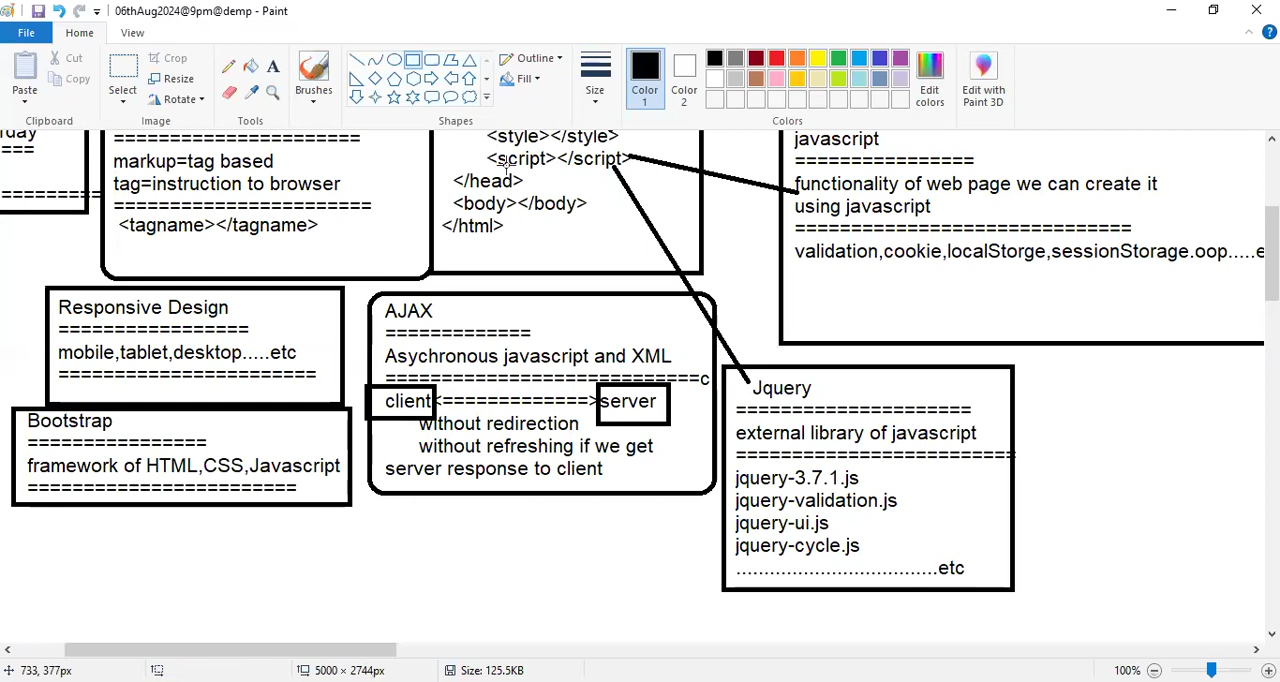 06thAug2024@9pm@demp - Paint
File
Home
View
Paste
Cut
Copy
Clipboard
Select
Crop
Resize
Rotate
Image
A
Tools
Brushes
Outline
Fill
Shapes
Size
Color
1
Color
2
Edit
colors
Edit with
Paint 3D
Colors
day
===
==========
======================
markup=tag based
tag=instruction to browser
=======================
<tagname></tagname>
<style></style>
<script></script>
</head>
<body></body>
</html>
javascript
================
functionality of web page we can create it
using javascript
==============================
validation,cookie,localStorge,sessionStorage.oop.....e
Responsive Design
=================
mobile,tablet,desktop.....etc
=======================
Bootstrap
================
framework of HTML,CSS,Javascript
========================
AJAX
=============
Asychronous javascript and XML
============================c
client<=============>server
without redirection
without refreshing if we get
server response to client
Jquery
=====================
external library of javascript
=========================
jquery-3.7.1.js
jquery-validation.js
jquery-ui.js
jquery-cycle.js
..................................etc
733, 377px
5000 × 2744px
Size: 125.5KB
100%